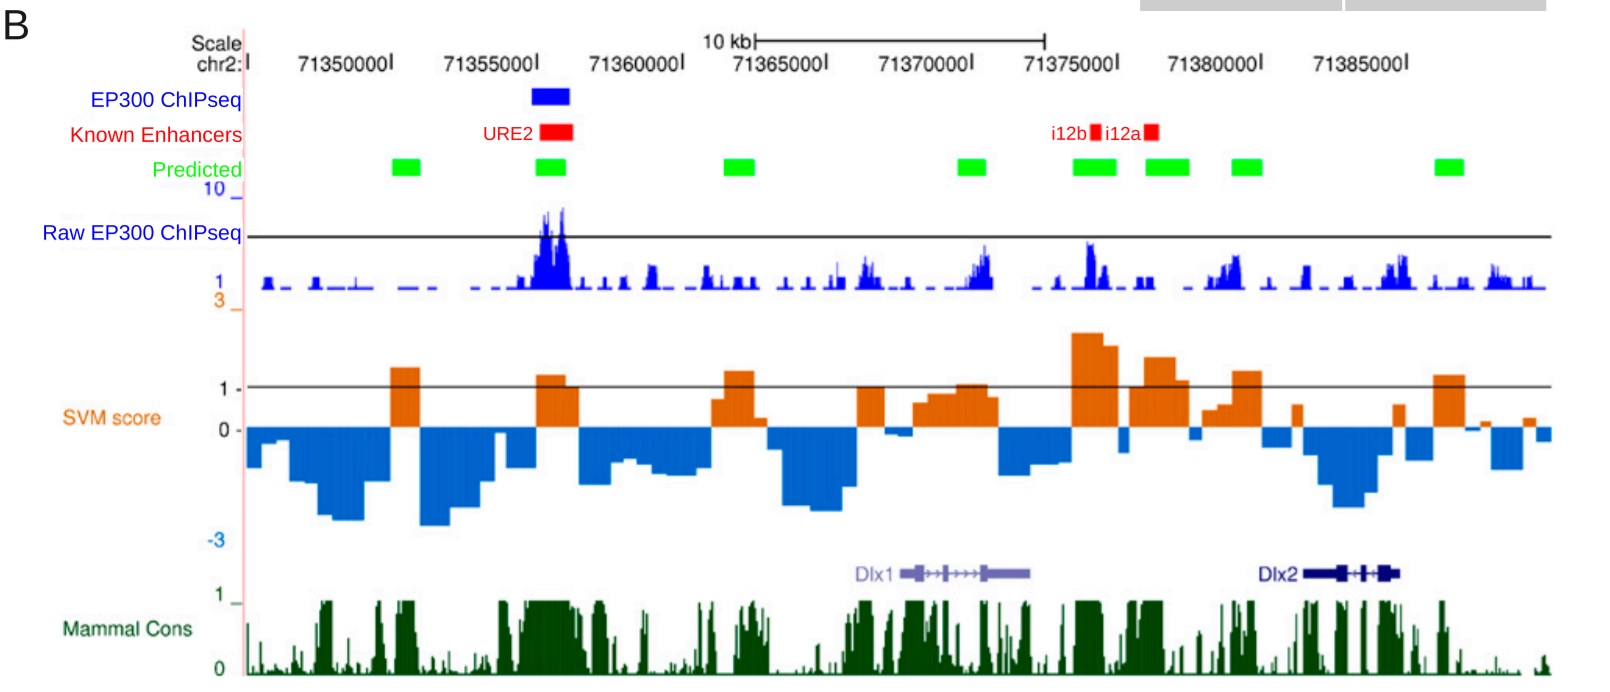 B
Scale 10 kb
chr2: 71350000 71355000 71360000 71365000 71370000 71375000 71380000 71385000
EP300 ChIPseq
Known Enhancers URE2 i12b i12a
Predicted
10
Raw EP300 ChIPseq
1
3
1
SVM score
0
-3
Dlx1 Dlx2
1
Mammal Cons
0